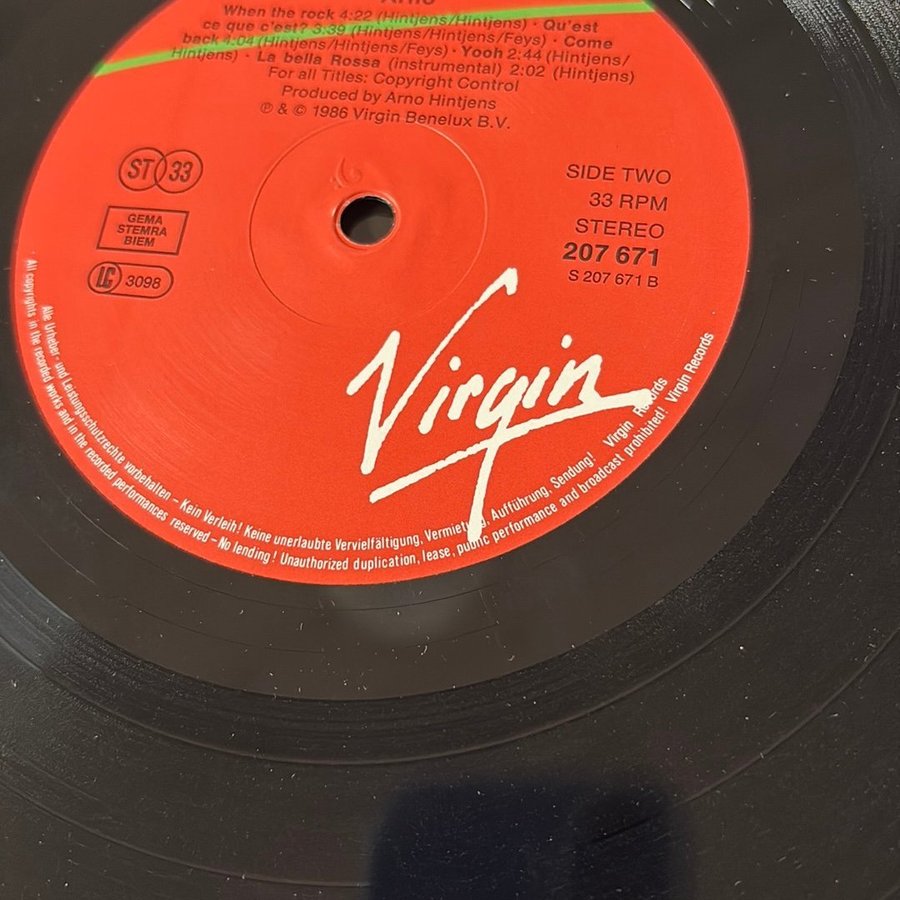 Arno
When the rock 4:22 (Hintjens/Hintjens) · Qu'est
ce que c'est? 3:39 (Hintjens/Hintjens/Feys) · Come
back 4:04 (Hintjens/Hintjens/Feys) · Yooh 2:44 (Hintjens/
Hintjens) · La bella Rossa (instrumental) 2:02 (Hintjens)
For all Titles: Copyright Control
Produced by Arno Hintjens
℗ & © 1986 Virgin Benelux B.V.
ST 33
GEMA
STEMRA
BIEM
LC 3098
SIDE TWO
33 RPM
STEREO
207 671
S 207 671 B
Virgin
Alle Urheber- und Leistungsschutzrechte vorbehalten – Kein Verleih! Keine unerlaubte Vervielfältigung, Vermietung, Aufführung, Sendung! Virgin Records
All copyrights in the recorded works and in the recorded performances reserved – No lending! Unauthorized duplication, lease, public performance and broadcast prohibited! Virgin Records